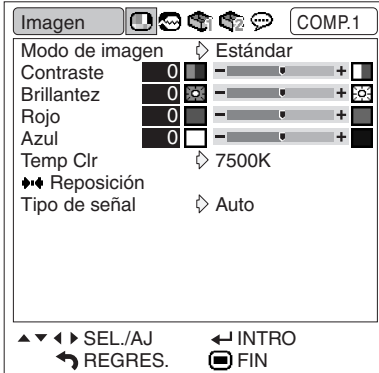 Imagen COMP.1
Modo de imagen Estándar
Contraste 0 - +
Brillantez 0 - +
Rojo 0 - +
Azul 0 - +
Temp Clr 7500K
Reposición
Tipo de señal Auto
SEL./AJ INTRO
REGRES. FIN